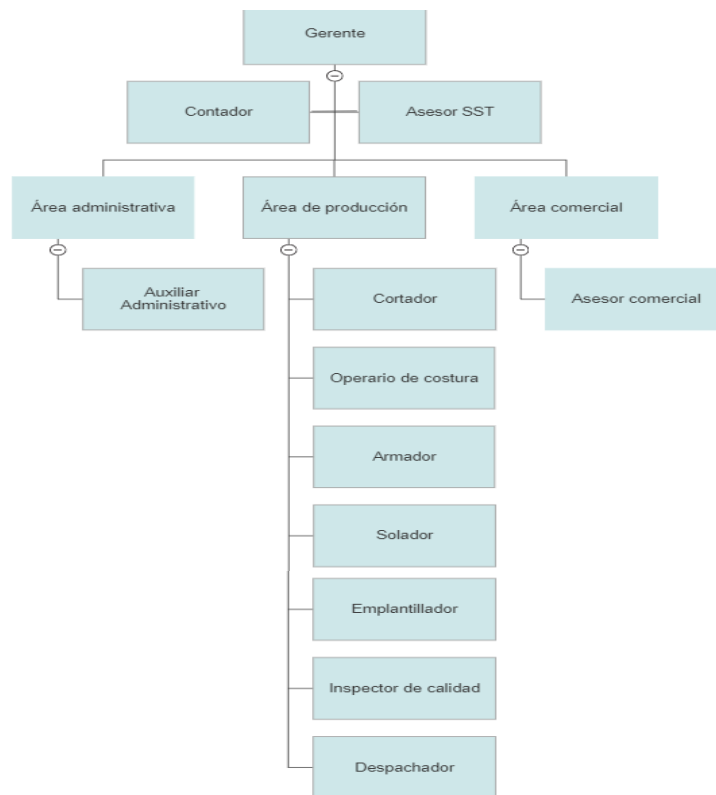 Gerente
Contador
Asesor SST
Área administrativa
Área de producción
Área comercial
Auxiliar
Administrativo
Cortador
Asesor comercial
Operario de costura
Armador
Solador
Emplantillador
Inspector de calidad
Despachador